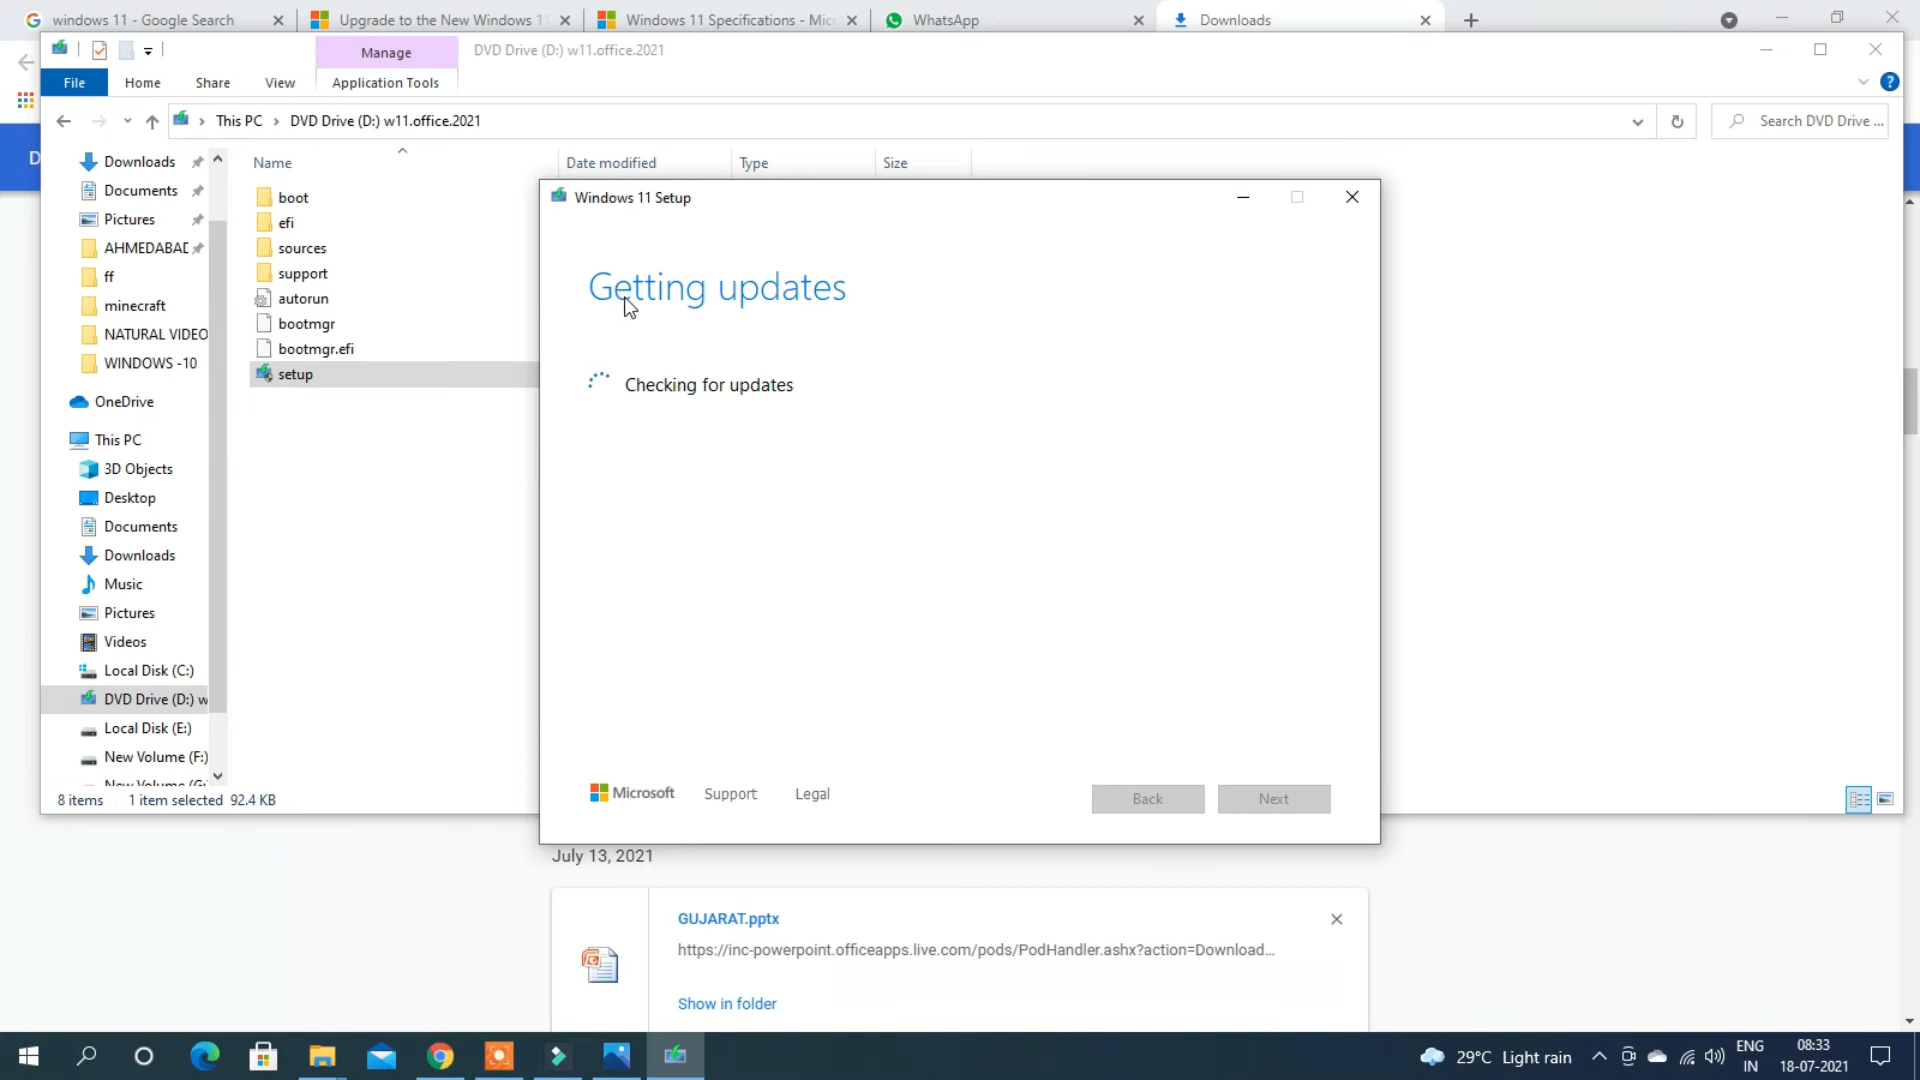 windows 11 - Google Search
Upgrade to the New Windows 11
Windows 11 Specifications - Mic
WhatsApp
Downloads
Manage
DVD Drive (D:) w11.office.2021
File
Home
Share
View
Application Tools
This PC
DVD Drive (D:) w11.office.2021
Search DVD Drive ...
Downloads
Documents
Pictures
AHMEDABAD
ff
minecraft
NATURAL VIDEO
WINDOWS -10
OneDrive
This PC
3D Objects
Desktop
Documents
Downloads
Music
Pictures
Videos
Local Disk (C:)
DVD Drive (D:) w
Local Disk (E:)
New Volume (F:)
New Volume (G:
Name
Date modified
Type
Size
boot
efi
sources
support
autorun
bootmgr
bootmgr.efi
setup
8 items
1 item selected 92.4 KB
Windows 11 Setup
Getting updates
Checking for updates
Microsoft
Support
Legal
Back
Next
D
July 13, 2021
GUJARAT.pptx
https://inc-powerpoint.officeapps.live.com/pods/PodHandler.ashx?action=Download...
Show in folder
29°C Light rain
ENG
IN
08:33
18-07-2021